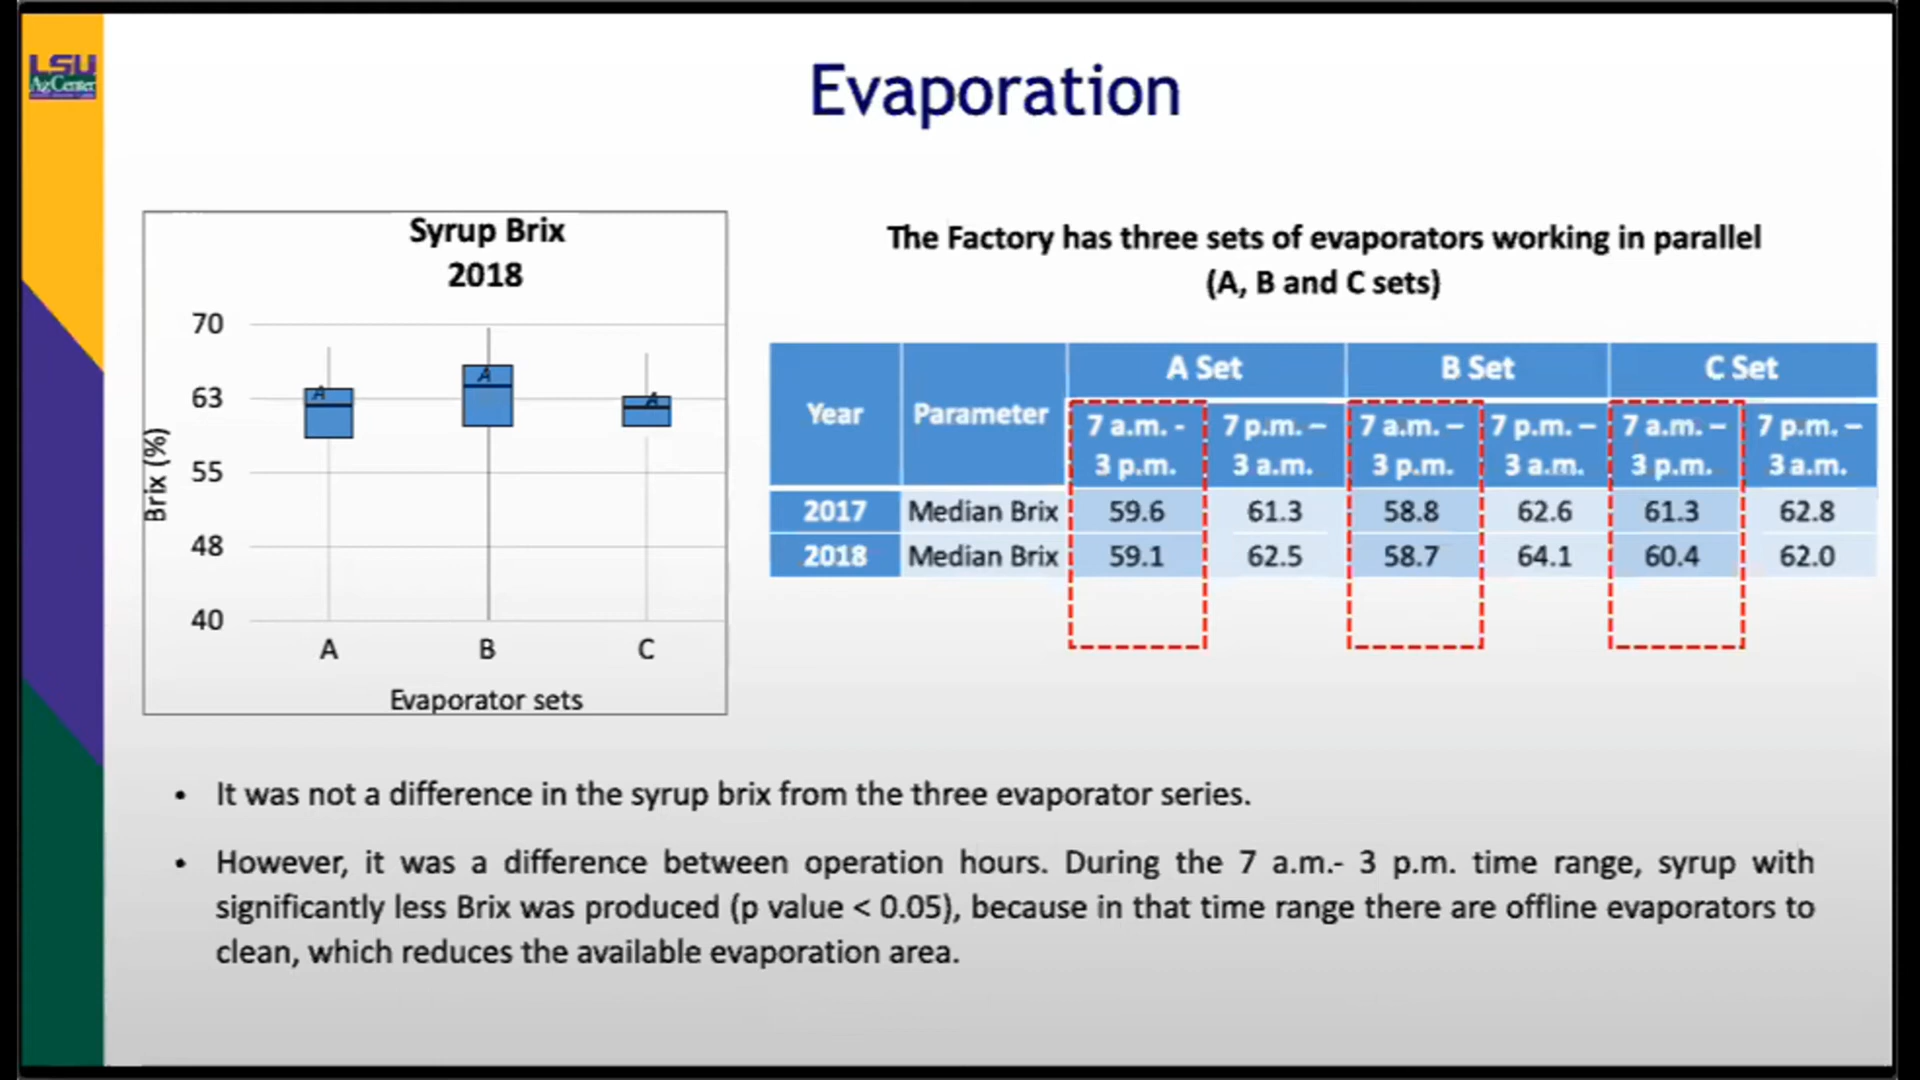 LSU
AgCenter
Evaporation
Syrup Brix
2018
70
63
55
48
40
Brix (%)
A
A
A
A
B
C
Evaporator sets
The Factory has three sets of evaporators working in parallel
(A, B and C sets)
Year Parameter A Set B Set C Set
7 a.m. - 7 p.m. – 7 a.m. – 7 p.m. – 7 a.m. – 7 p.m. –
3 p.m. 3 a.m. 3 p.m. 3 a.m. 3 p.m. 3 a.m.
2017 Median Brix 59.6 61.3 58.8 62.6 61.3 62.8
2018 Median Brix 59.1 62.5 58.7 64.1 60.4 62.0
• It was not a difference in the syrup brix from the three evaporator series.
• However, it was a difference between operation hours. During the 7 a.m.- 3 p.m. time range, syrup with
significantly less Brix was produced (p value < 0.05), because in that time range there are offline evaporators to
clean, which reduces the available evaporation area.